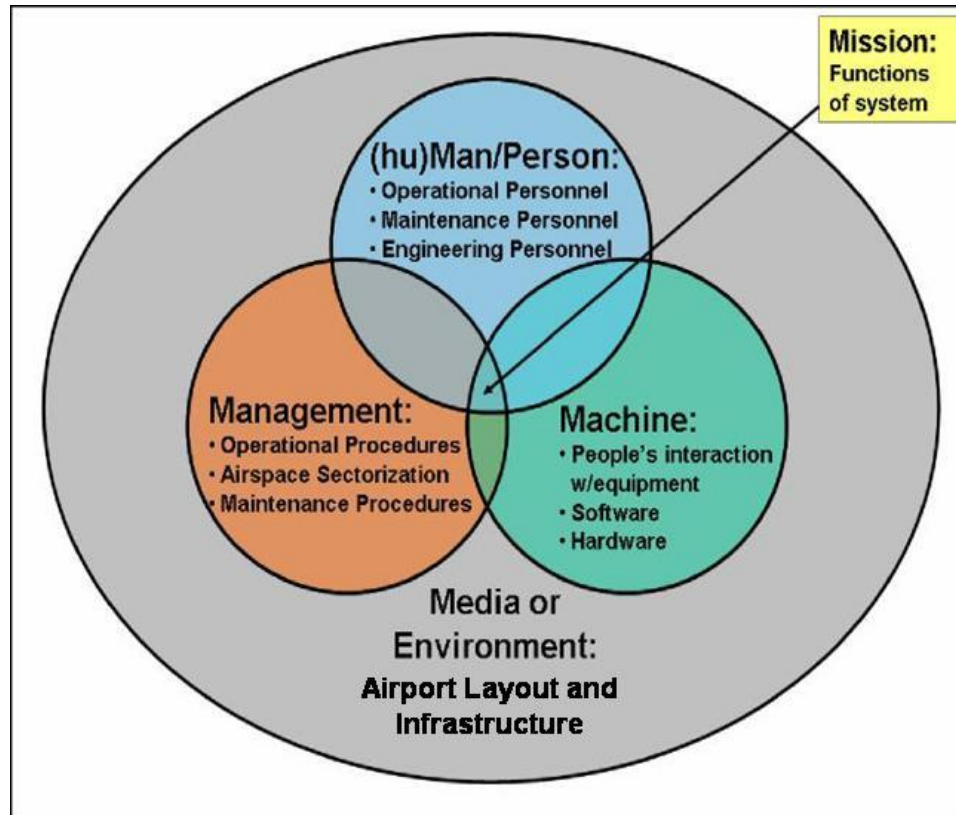 Mission:
Functions
of system
(hu)Man/Person:
• Operational Personnel
• Maintenance Personnel
• Engineering Personnel
Management:
• Operational Procedures
• Airspace Sectorization
• Maintenance Procedures
Machine:
• People's interaction
w/equipment
• Software
• Hardware
Media or
Environment:
Airport Layout and
Infrastructure